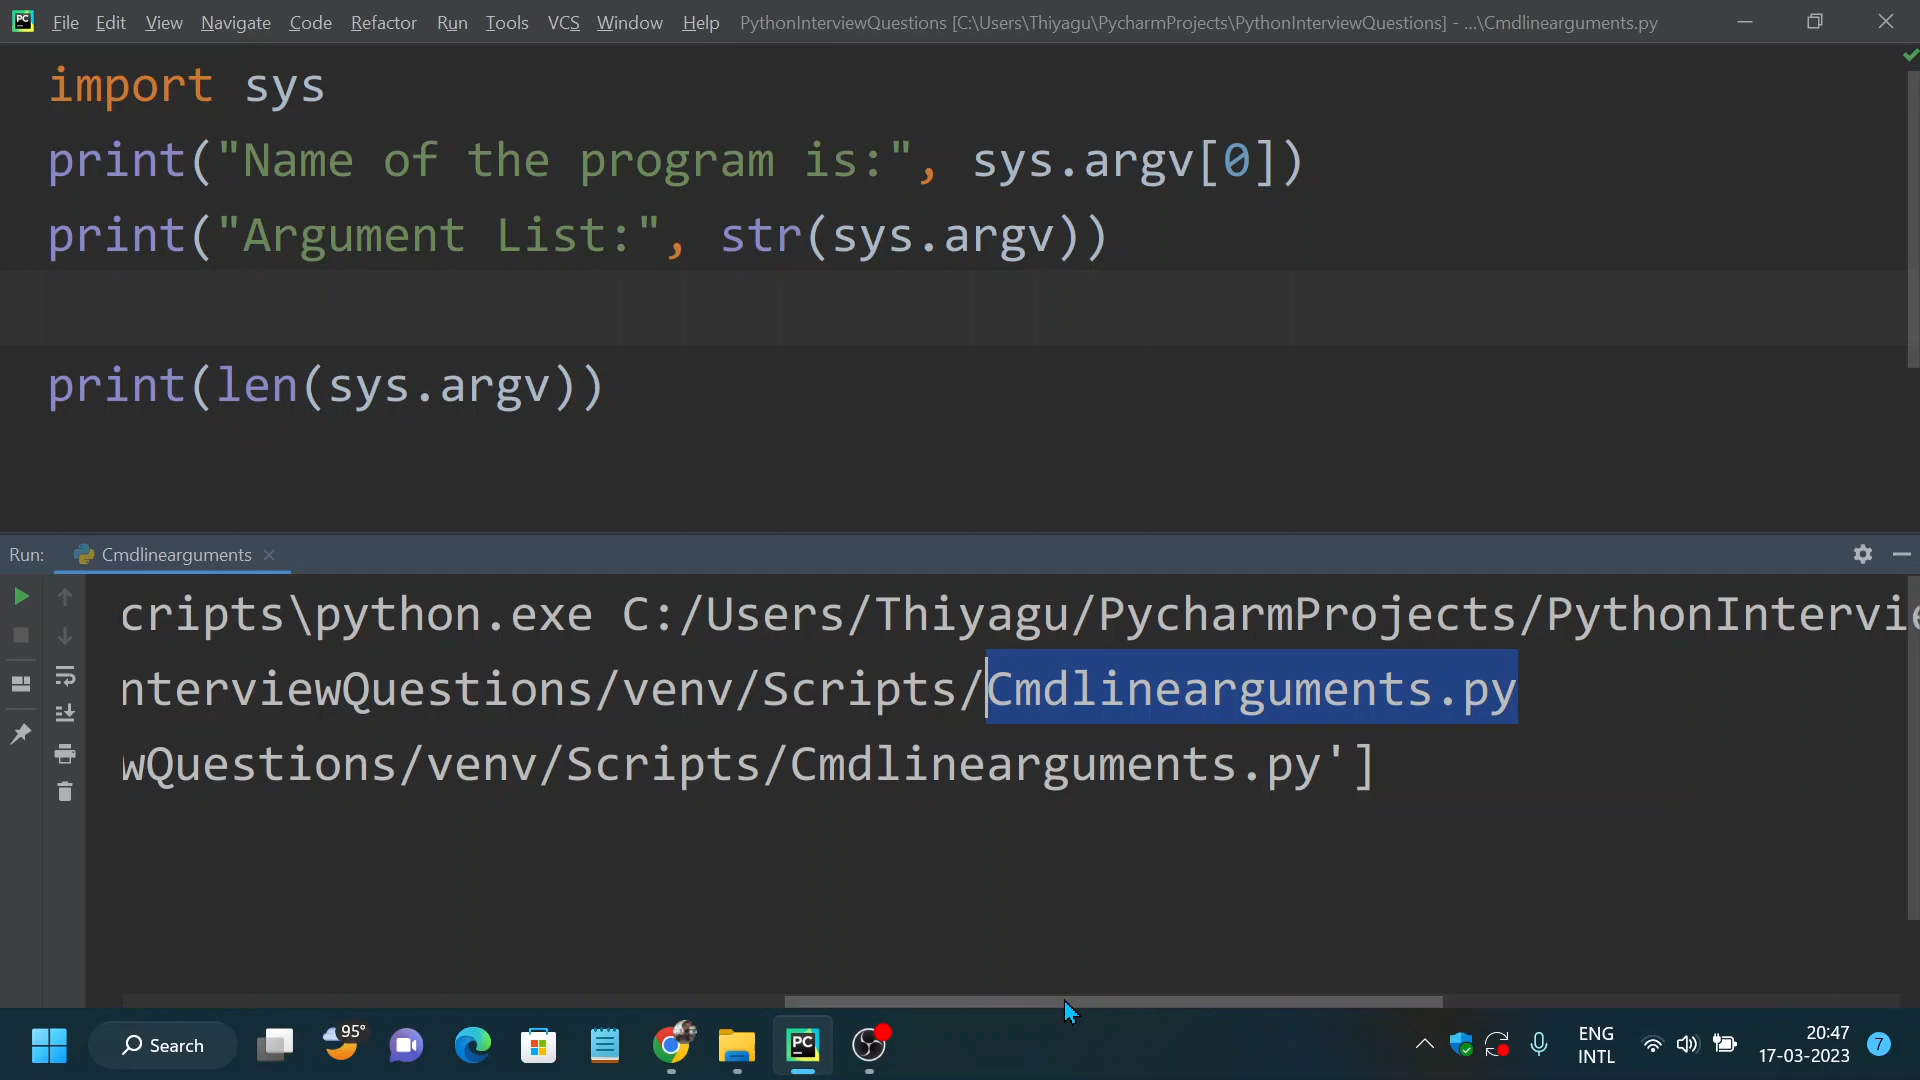 PC File Edit View Navigate Code Refactor Run Tools VCS Window Help PythonInterviewQuestions [C:\Users\Thiyagu\PycharmProjects\PythonInterviewQuestions] - ...\Cmdlinearguments.py
import sys
print("Name of the program is:", sys.argv[0])
print("Argument List:", str(sys.argv))
print(len(sys.argv))
Run: Cmdlinearguments
cripts\python.exe C:/Users/Thiyagu/PycharmProjects/PythonIntervie
nterviewQuestions/venv/Scripts/Cmdlinearguments.py
wQuestions/venv/Scripts/Cmdlinearguments.py']
Search 95° PC ENG 20:47
INTL 17-03-2023 7